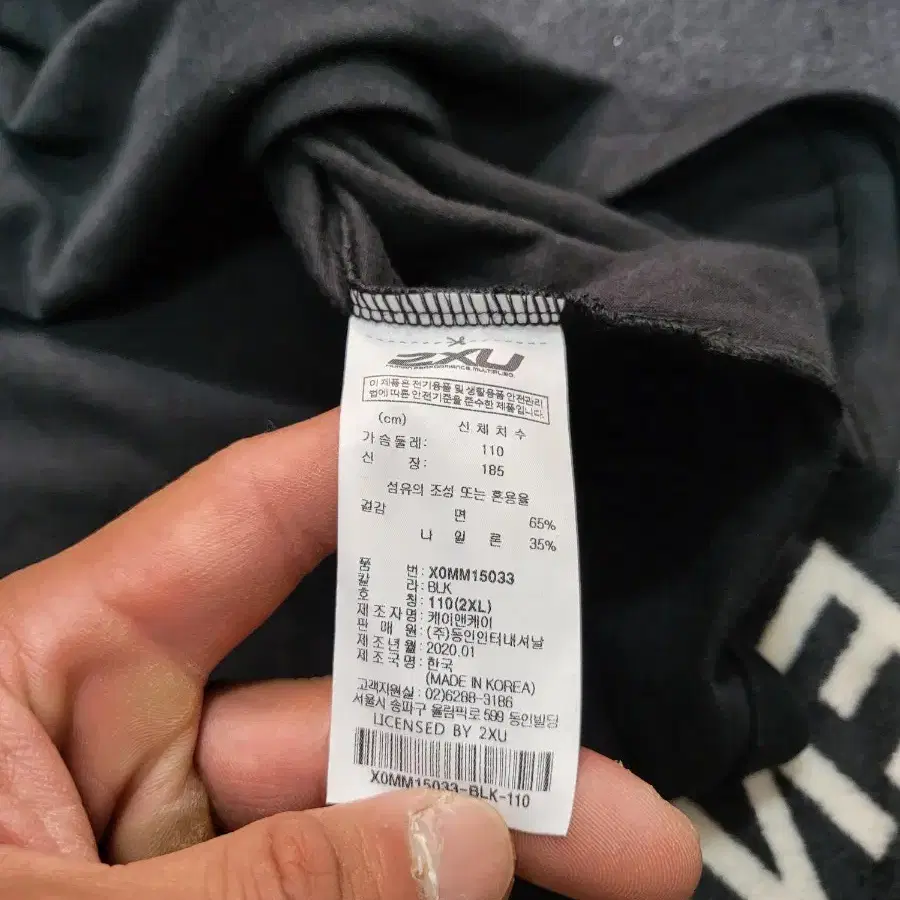 2XU
HUMAN PERFORMANCE MULTIPLIED
이 제품은 전기용품 및 생활용품 안전관리
법에 따른 안전기준을 준수한 제품입니다.
(cm) 신체치수
가슴둘레: 110
신 장: 185
섬유의 조성 또는 혼용율
겉감 면 65%
나 일 론 35%
품 번: X0MM15033
칼 라: BLK
호 칭: 110(2XL)
제조자명: 케이앤케이
판 매 원: (주)동인인터내셔날
제조년월: 2020.01
제조국명: 한국
(MADE IN KOREA)
고객지원실: 02)6288-3186
서울시 송파구 올림픽로 599 동인빌딩
LICENSED BY 2XU
X0MM15033-BLK-110